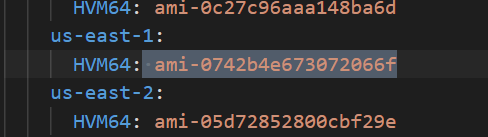 HVM64: ami-0c27c96aaa148ba6d
us-east-1:
HVM64: ami-0742b4e673072066f
us-east-2:
HVM64: ami-05d72852800cbf29e